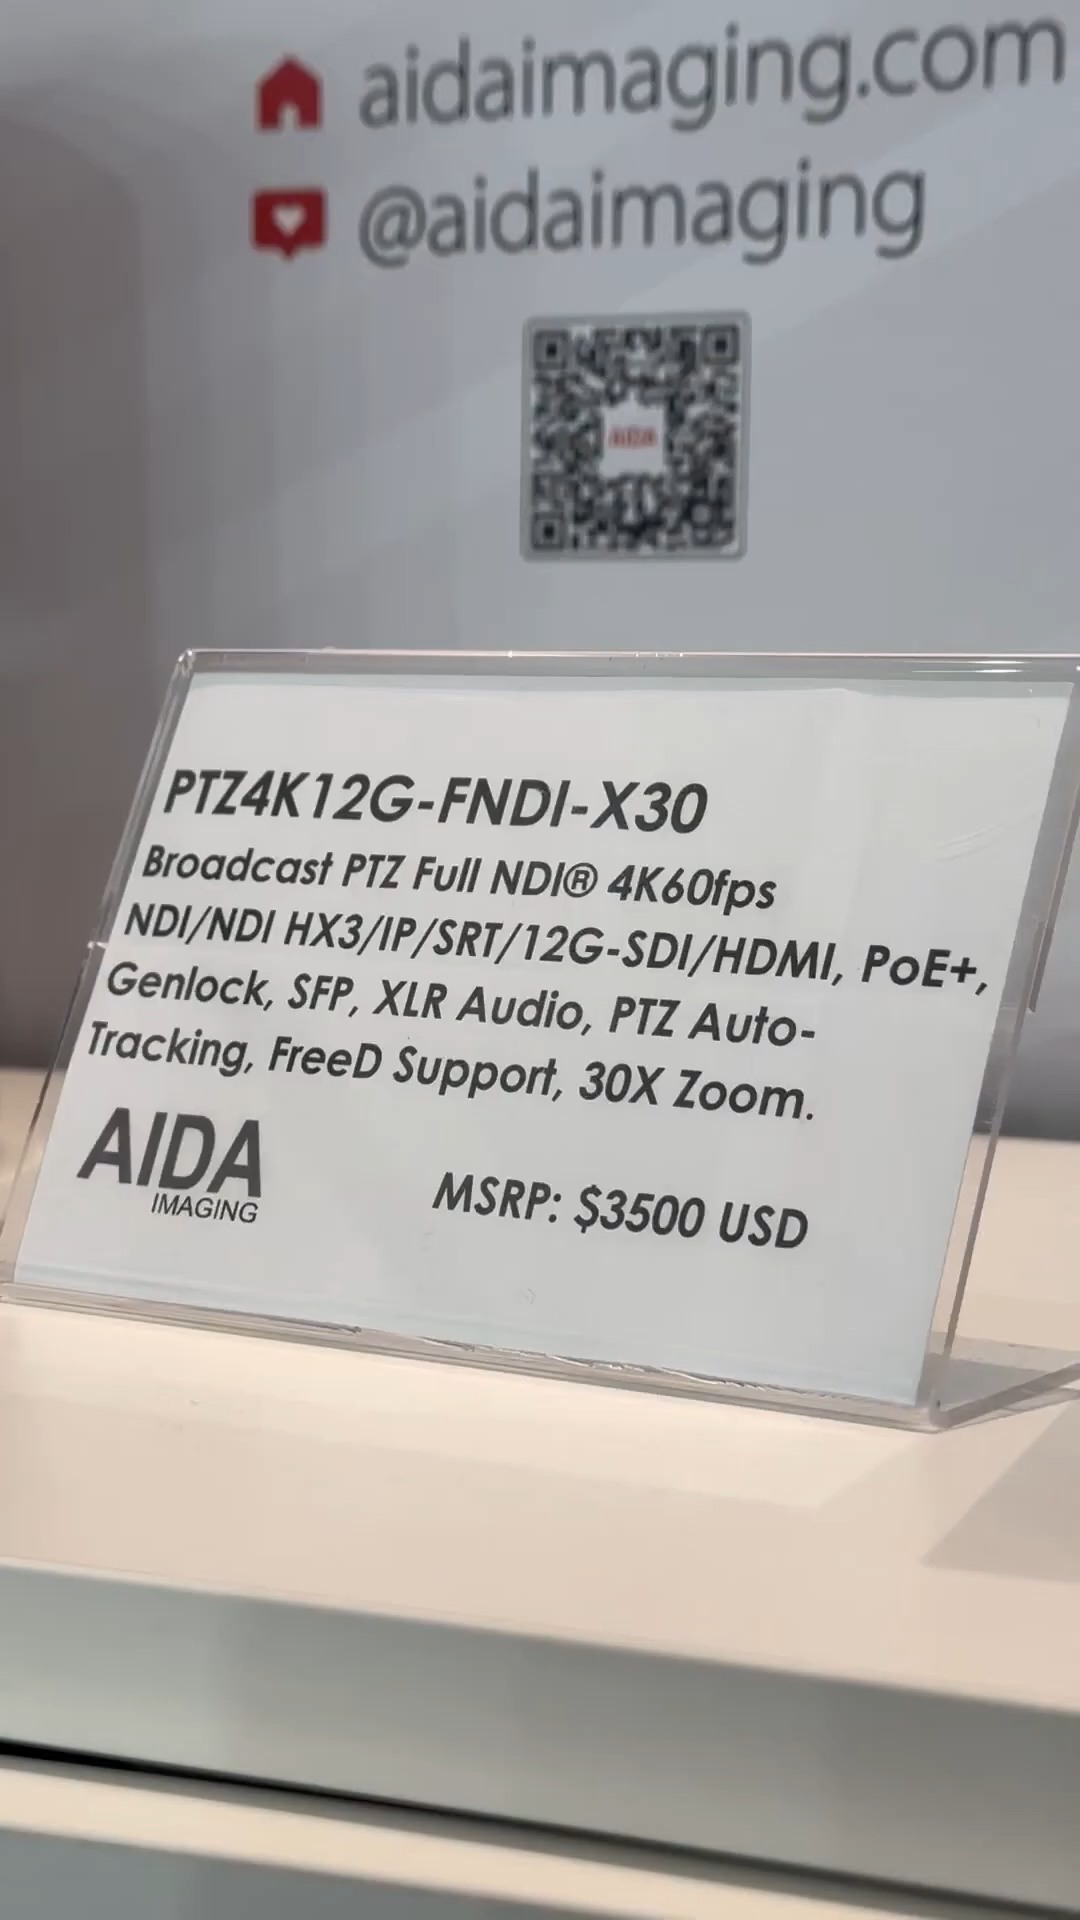 aidaimaging.com
@aidaimaging
AIDA
PTZ4K12G-FNDI-X30
Broadcast PTZ Full NDI® 4K60fps
NDI/NDI HX3/IP/SRT/12G-SDI/HDMI, PoE+,
Genlock, SFP, XLR Audio, PTZ Auto-
Tracking, FreeD Support, 30X Zoom.
AIDA
IMAGING
MSRP: $3500 USD